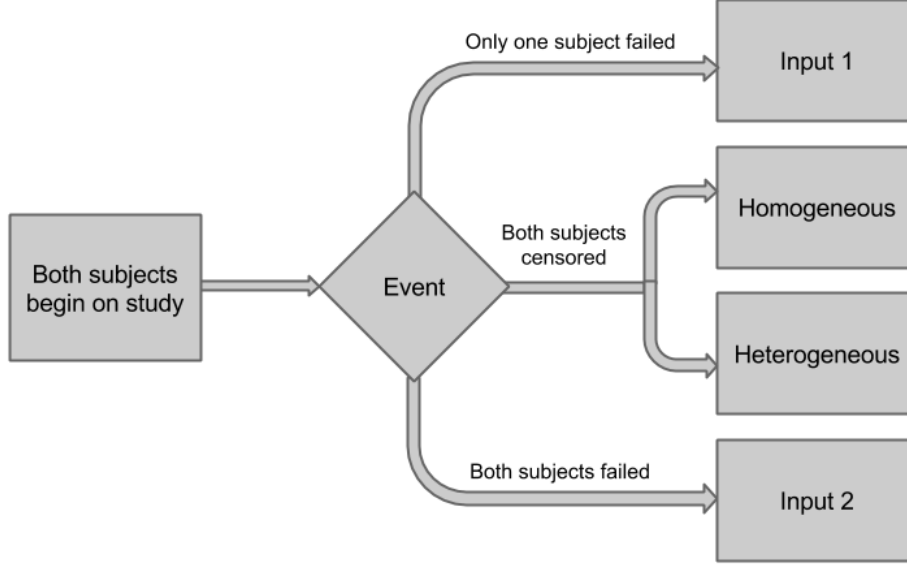 Only one subject failed
Input 1
Both subjects
begin on study
Event
Both subjects
censored
Homogeneous
Heterogeneous
Both subjects failed
Input 2